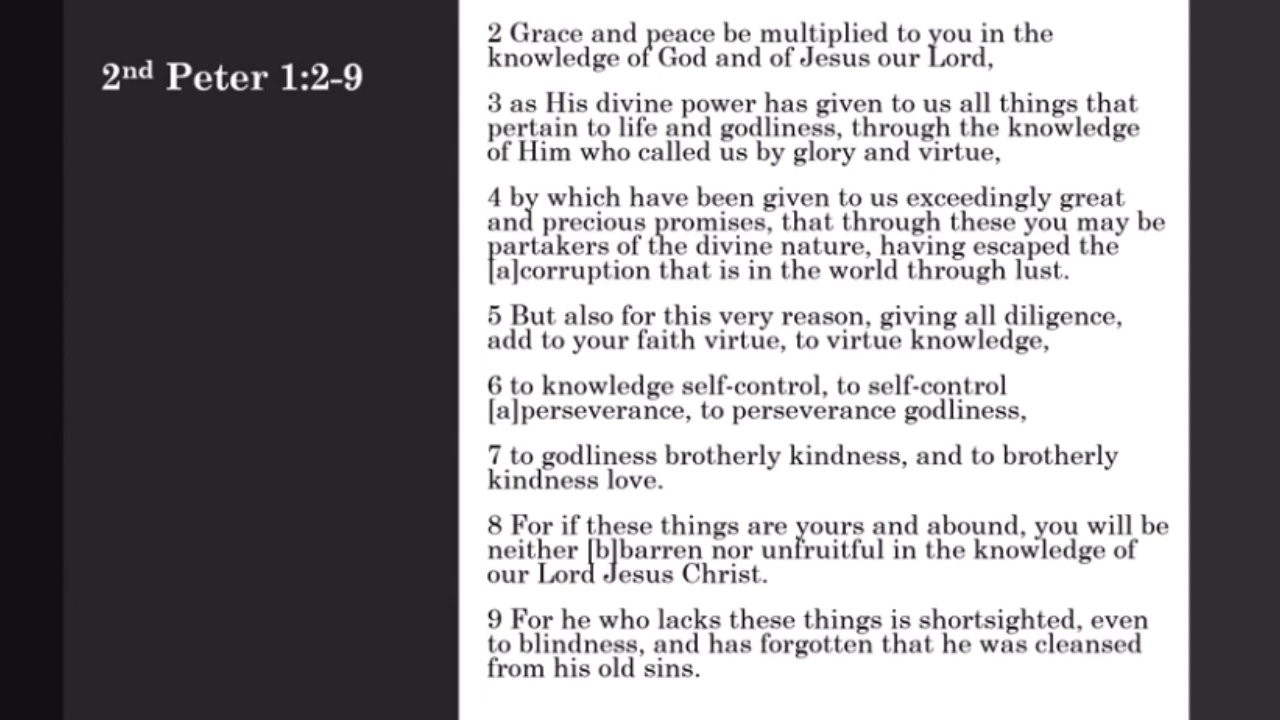 2nd Peter 1:2-9
2 Grace and peace be multiplied to you in the
knowledge of God and of Jesus our Lord,
3 as His divine power has given to us all things that
pertain to life and godliness, through the knowledge
of Him who called us by glory and virtue,
4 by which have been given to us exceedingly great
and precious promises, that through these you may be
partakers of the divine nature, having escaped the
[a]corruption that is in the world through lust.
5 But also for this very reason, giving all diligence,
add to your faith virtue, to virtue knowledge,
6 to knowledge self-control, to self-control
[a]perseverance, to perseverance godliness,
7 to godliness brotherly kindness, and to brotherly
kindness love.
8 For if these things are yours and abound, you will be
neither [b]barren nor unfruitful in the knowledge of
our Lord Jesus Christ.
9 For he who lacks these things is shortsighted, even
to blindness, and has forgotten that he was cleansed
from his old sins.